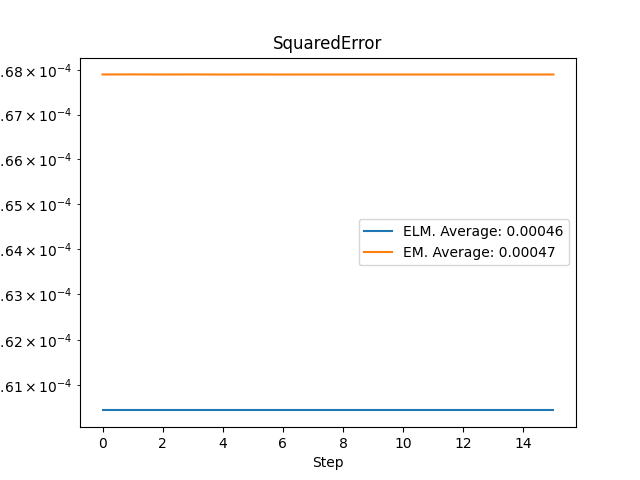 SquaredError
.68 × 10⁻⁴
.67 × 10⁻⁴
.66 × 10⁻⁴
.65 × 10⁻⁴
.64 × 10⁻⁴
.63 × 10⁻⁴
.62 × 10⁻⁴
.61 × 10⁻⁴
ELM. Average: 0.00046
EM. Average: 0.00047
0 2 4 6 8 10 12 14
Step